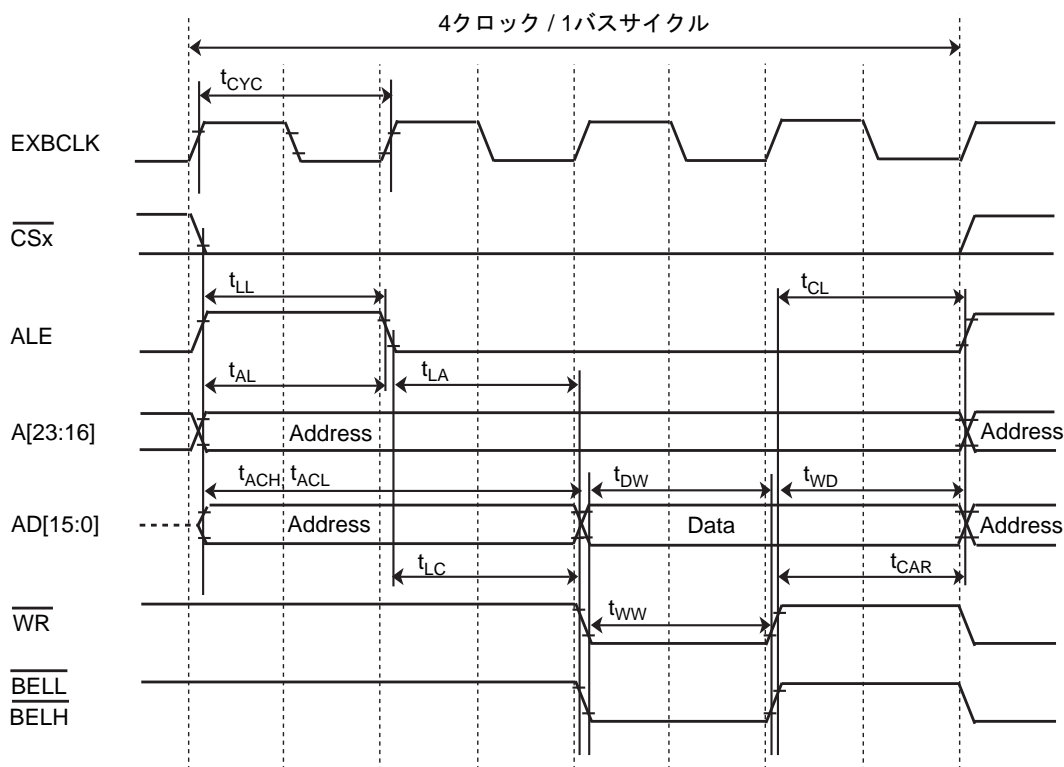 4クロック / 1バスサイクル
tCYC
EXBCLK
CSx
tLL
tCL
ALE
tAL
tLA
A[23:16]
Address
Address
tACH, tACL
tDW
tWD
AD[15:0]
Address
Data
Address
tLC
tCAR
WR
tWW
BELL
BELH